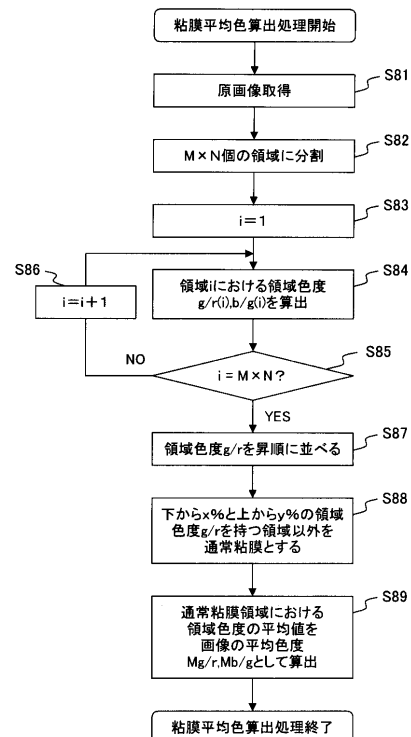 粘膜平均色算出処理開始
S81
原画像取得
S82
M×N個の領域に分割
S83
i=1
S86
i=i+1
S84
領域iにおける領域色度
g/r(i),b/g(i)を算出
S85
i=M×N?
NO
YES
S87
領域色度g/rを昇順に並べる
S88
下からx%と上からy%の領域
色度g/rを持つ領域以外を
通常粘膜とする
S89
通常粘膜領域における
領域色度の平均値を
画像の平均色度
Mg/r,Mb/gとして算出
粘膜平均色算出処理終了